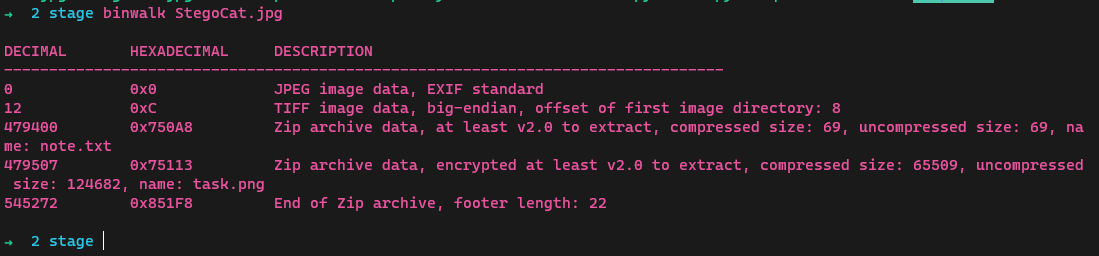 → 2 stage binwalk StegoCat.jpg
DECIMAL HEXADECIMAL DESCRIPTION
--------------------------------------------------------------------------------
0 0x0 JPEG image data, EXIF standard
12 0xC TIFF image data, big-endian, offset of first image directory: 8
479400 0x750A8 Zip archive data, at least v2.0 to extract, compressed size: 69, uncompressed size: 69, na
me: note.txt
479507 0x75113 Zip archive data, encrypted at least v2.0 to extract, compressed size: 65509, uncompressed
size: 124682, name: task.png
545272 0x851F8 End of Zip archive, footer length: 22
→ 2 stage